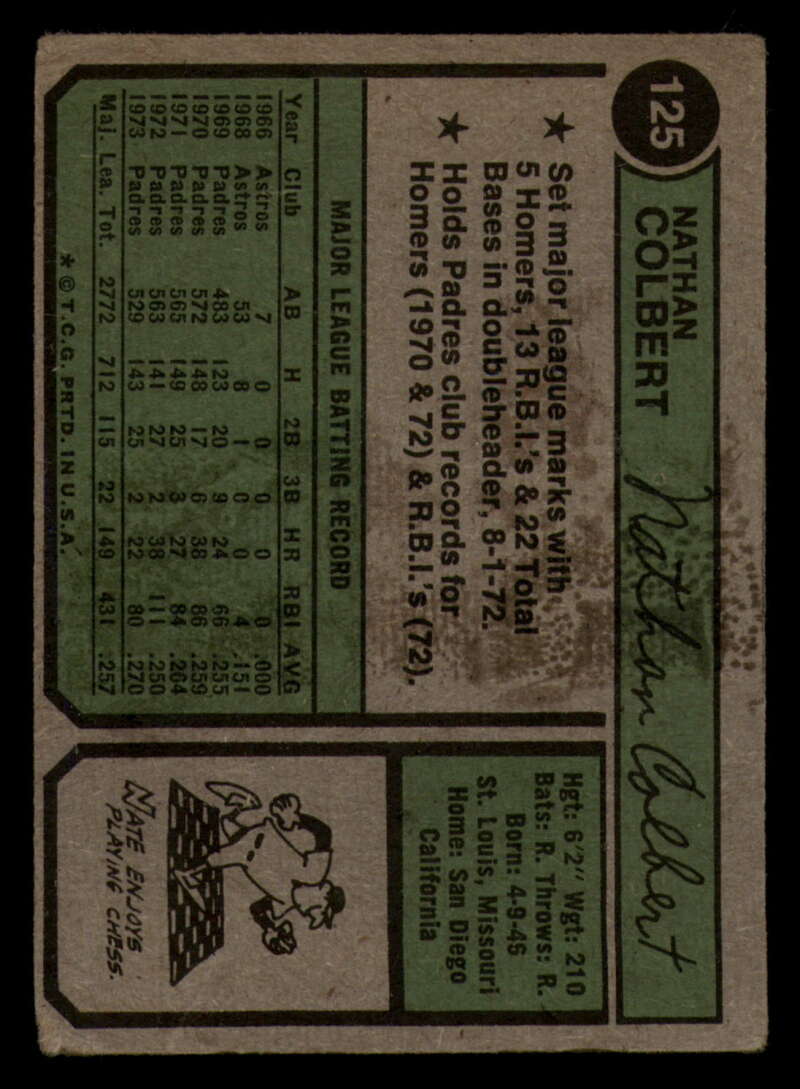 125
NATHAN
COLBERT
Nathan Colbert
★ Set major league marks with
5 Homers, 13 R.B.I.'s & 22 Total
Bases in doubleheader, 8-1-72.
★ Holds Padres club records for
Homers (1970 & 72) & R.B.I.'s (72).
Hgt: 6'2" Wgt: 210
Bats: R. Throws: R.
Born: 4-9-46
St. Louis, Missouri
Home: San Diego
California
MAJOR LEAGUE BATTING RECORD
Year Club AB H 2B 3B HR RBI AVG
1966 Astros 7 0 0 0 0 0 .000
1968 Astros 53 8 1 0 0 4 .151
1969 Padres 483 123 20 9 24 66 .255
1970 Padres 572 148 17 6 38 86 .259
1971 Padres 565 149 25 3 27 84 .264
1972 Padres 563 141 27 2 38 111 .250
1973 Padres 529 143 25 2 22 80 .270
Maj. Lea. Tot. 2772 712 115 22 149 431 .257
* © T.C.G. PRTD. IN U.S.A.
NATE ENJOYS
PLAYING CHESS.